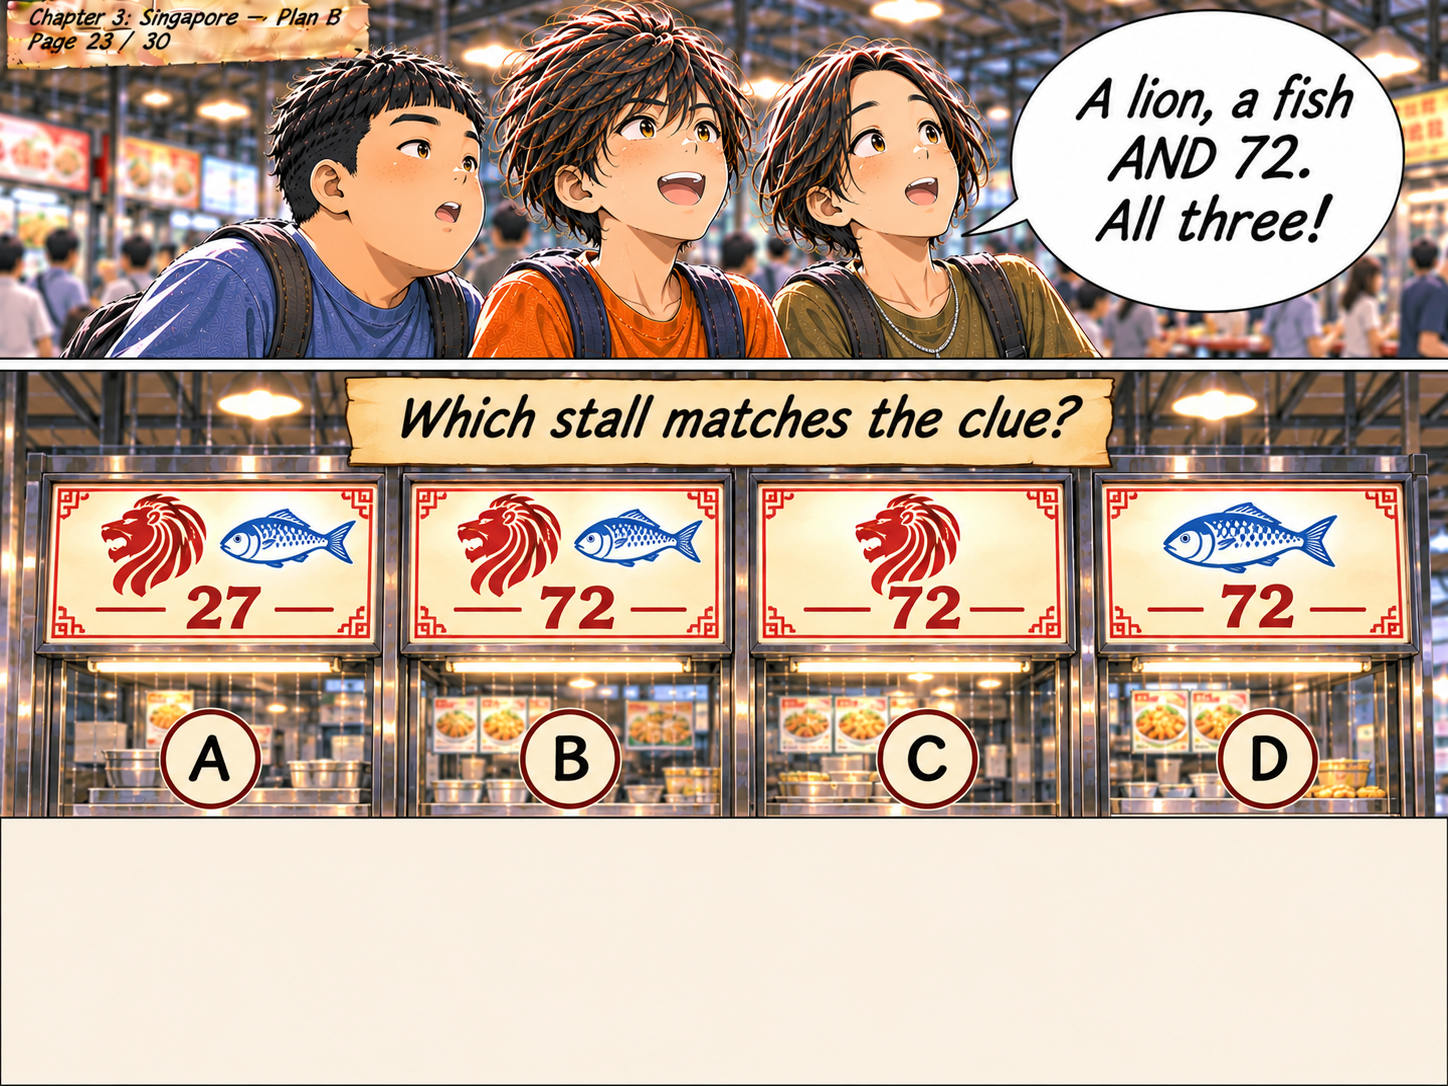 Chapter 3: Singapore — Plan B
Page 23 / 30
A lion, a fish
AND 72.
All three!
Which stall matches the clue?
27
72
72
72
A
B
C
D